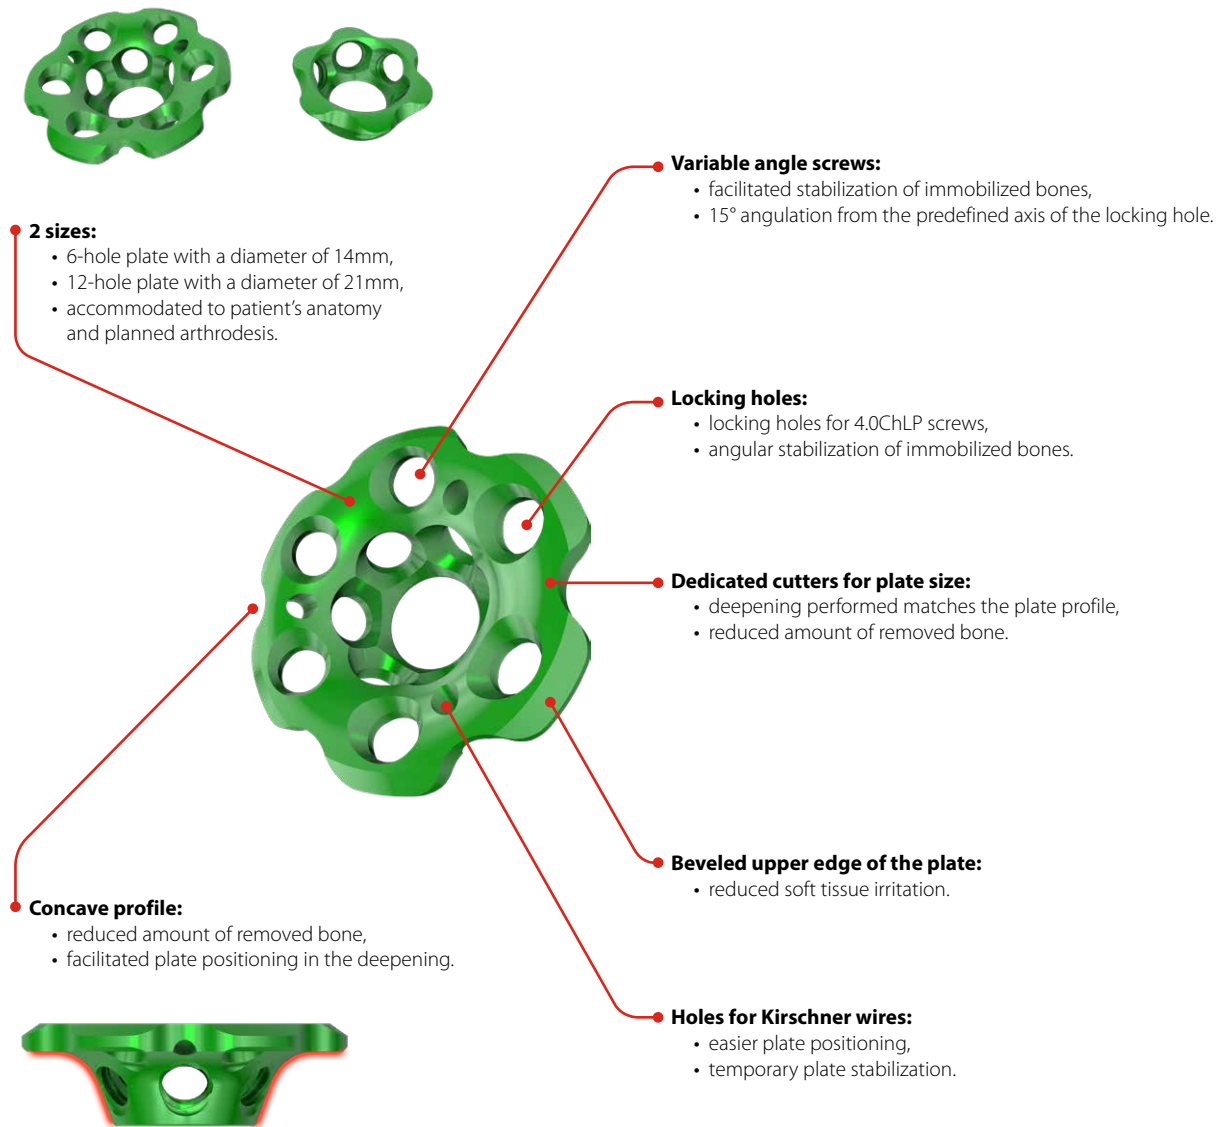 2 sizes:
• 6-hole plate with a diameter of 14mm,
• 12-hole plate with a diameter of 21mm,
• accommodated to patient's anatomy
and planned arthrodesis.
Variable angle screws:
• facilitated stabilization of immobilized bones,
• 15° angulation from the predefined axis of the locking hole.
Locking holes:
• locking holes for 4.0ChLP screws,
• angular stabilization of immobilized bones.
Dedicated cutters for plate size:
• deepening performed matches the plate profile,
• reduced amount of removed bone.
Beveled upper edge of the plate:
• reduced soft tissue irritation.
Concave profile:
• reduced amount of removed bone,
• facilitated plate positioning in the deepening.
Holes for Kirschner wires:
• easier plate positioning,
• temporary plate stabilization.